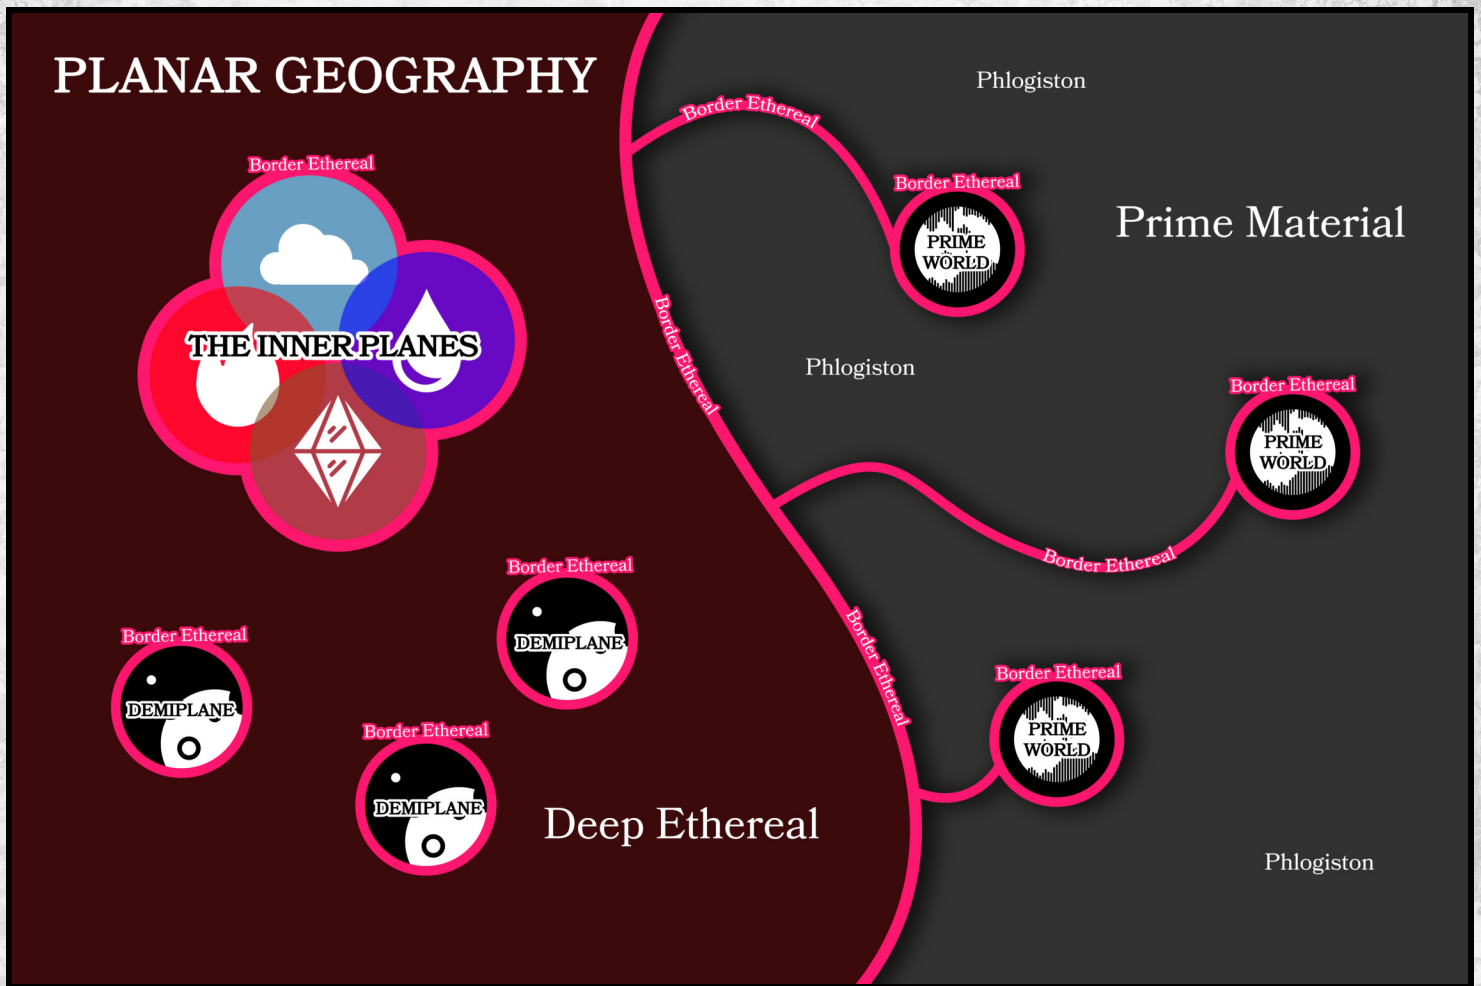 PLANAR GEOGRAPHY
Phlogiston
Border Ethereal
Border Ethereal
Border Ethereal
Prime Material
PRIME
WORLD
THE INNER PLANES
Border Ethereal
Phlogiston
Border Ethereal
PRIME
WORLD
Border Ethereal
Border Ethereal
DEMIPLANE
Border Ethereal
DEMIPLANE
Border Ethereal
DEMIPLANE
Border Ethereal
Border Ethereal
PRIME
WORLD
Deep Ethereal
Phlogiston